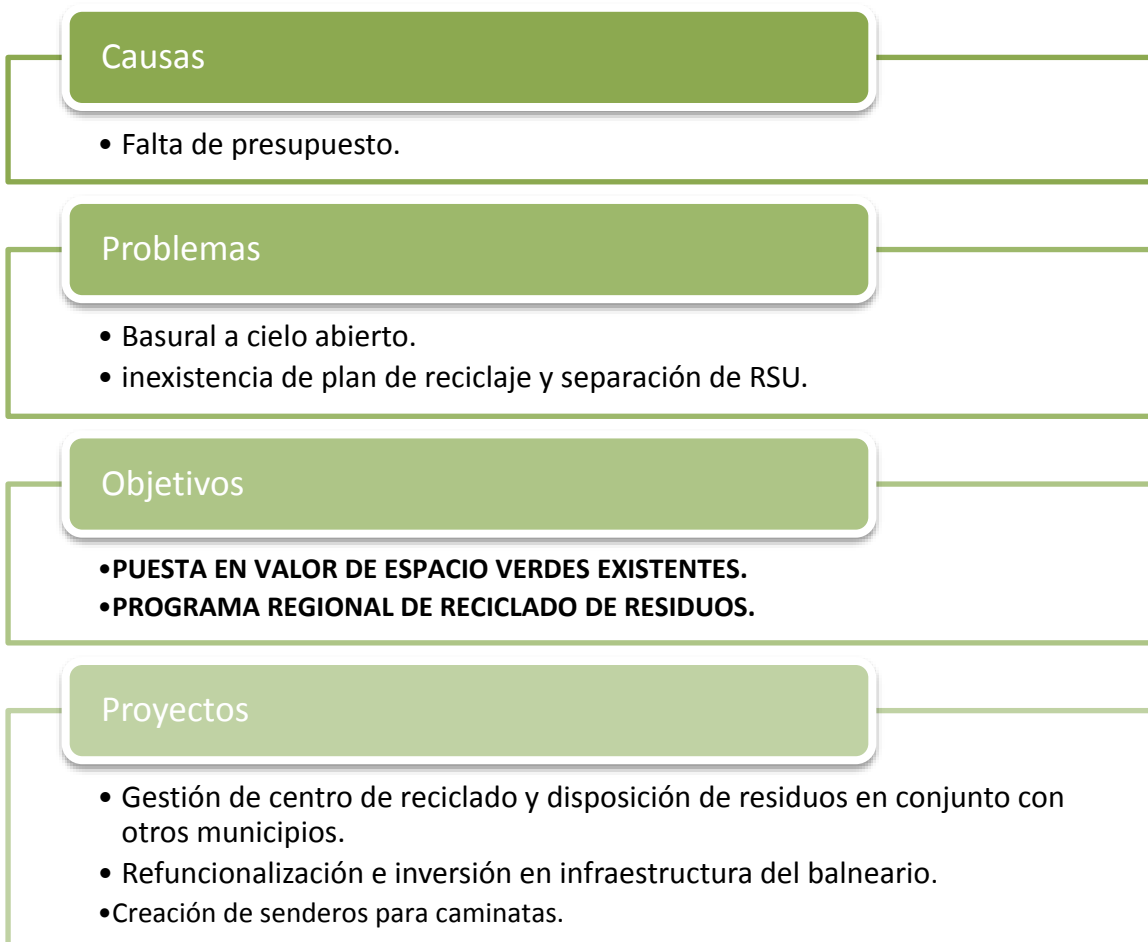 Causas
• Falta de presupuesto.
Problemas
• Basural a cielo abierto.
• inexistencia de plan de reciclaje y separación de RSU.
Objetivos
•PUESTA EN VALOR DE ESPACIO VERDES EXISTENTES.
•PROGRAMA REGIONAL DE RECICLADO DE RESIDUOS.
Proyectos
• Gestión de centro de reciclado y disposición de residuos en conjunto con
otros municipios.
• Refuncionalización e inversión en infraestructura del balneario.
•Creación de senderos para caminatas.